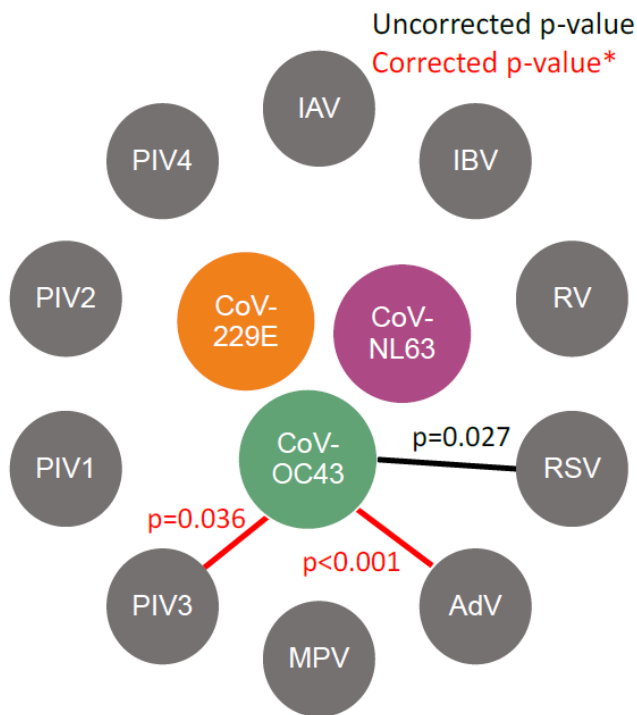 Uncorrected p-value
Corrected p-value*
IAV
PIV4
IBV
PIV2
CoV-
229E
CoV-
NL63
RV
PIV1
CoV-
OC43
p=0.027
RSV
p=0.036
p<0.001
PIV3
AdV
MPV